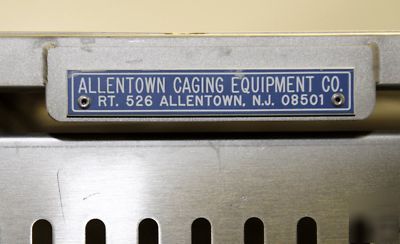 ALLENTOWN CAGING EQUIPMENT CO.
RT. 526 ALLENTOWN, N.J. 08501